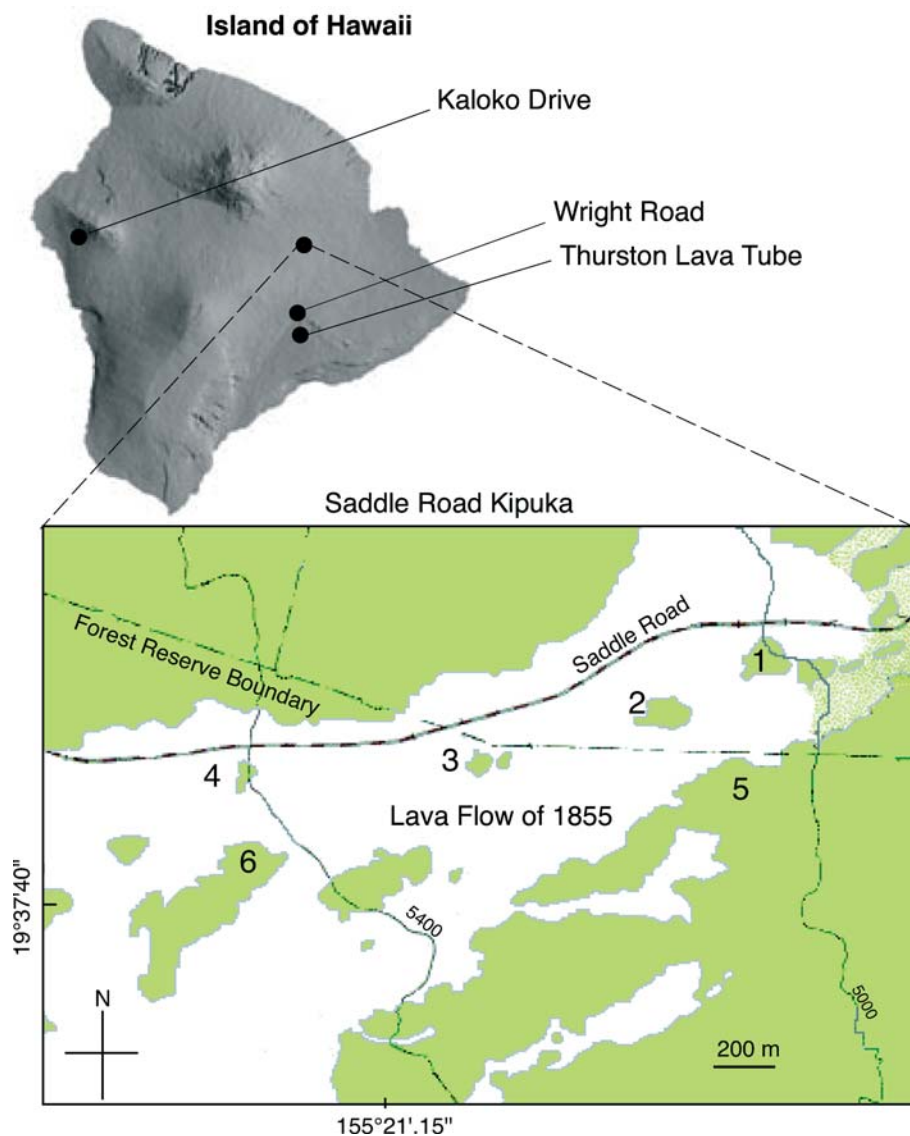 Island of Hawaii
Kaloko Drive
Wright Road
Thurston Lava Tube
Saddle Road Kipuka
Forest Reserve Boundary
Saddle Road
1
2
3
4
5
Lava Flow of 1855
6
19°37'40"
5400
5000
N
200 m
155°21'.15"